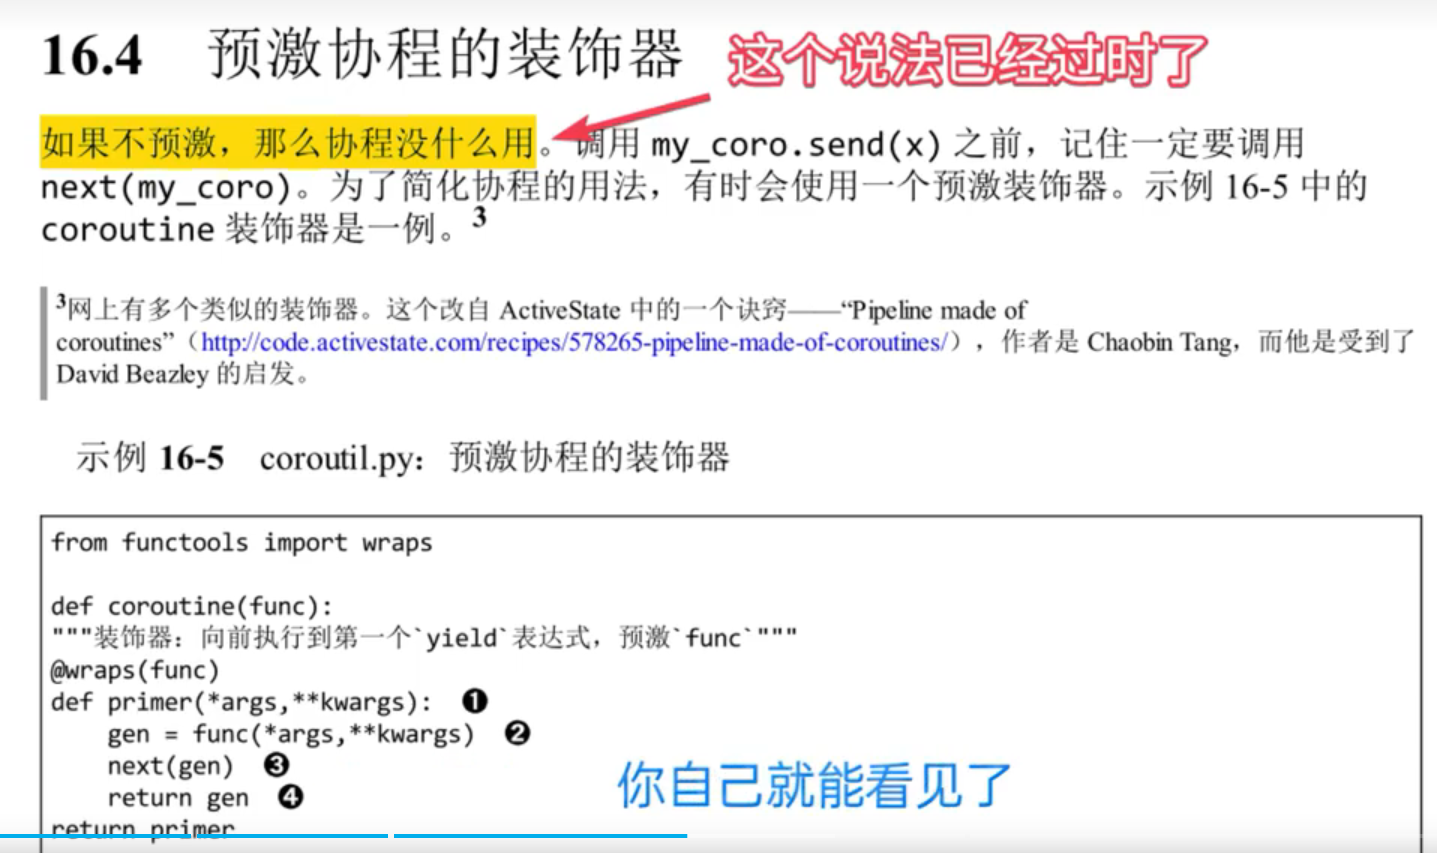 16.4 预激协程的装饰器
这个说法已经过时了
如果不预激，那么协程没什么用。调用 my_coro.send(x) 之前，记住一定要调用
next(my_coro)。为了简化协程的用法，有时会使用一个预激装饰器。示例 16-5 中的
coroutine 装饰器是一例。3
3网上有多个类似的装饰器。这个改自 ActiveState 中的一个诀窍——“Pipeline made of
coroutines”（http://code.activestate.com/recipes/578265-pipeline-made-of-coroutines/），作者是 Chaobin Tang，而他是受到了
David Beazley 的启发。
示例 16-5 coroutil.py：预激协程的装饰器
from functools import wraps
def coroutine(func):
"""装饰器：向前执行到第一个`yield`表达式，预激`func`"""
@wraps(func)
def primer(*args,**kwargs): ❶
gen = func(*args,**kwargs) ❷
next(gen) ❸
return gen ❹
return primer
你自己就能看见了